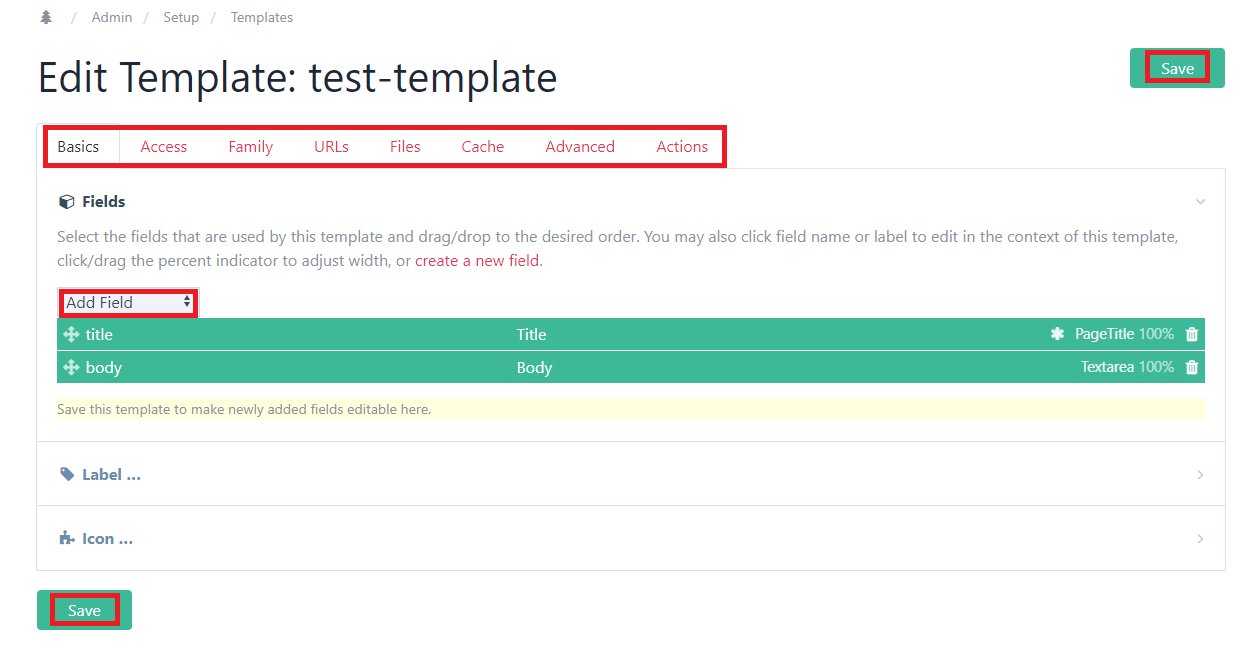 / Admin / Setup / Templates
Edit Template: test-template
Save
Basics Access Family URLs Files Cache Advanced Actions
Fields
Select the fields that are used by this template and drag/drop to the desired order. You may also click field name or label to edit in the context of this template,
click/drag the percent indicator to adjust width, or create a new field.
Add Field
title Title PageTitle 100%
body Body Textarea 100%
Save this template to make newly added fields editable here.
Label ...
Icon ...
Save